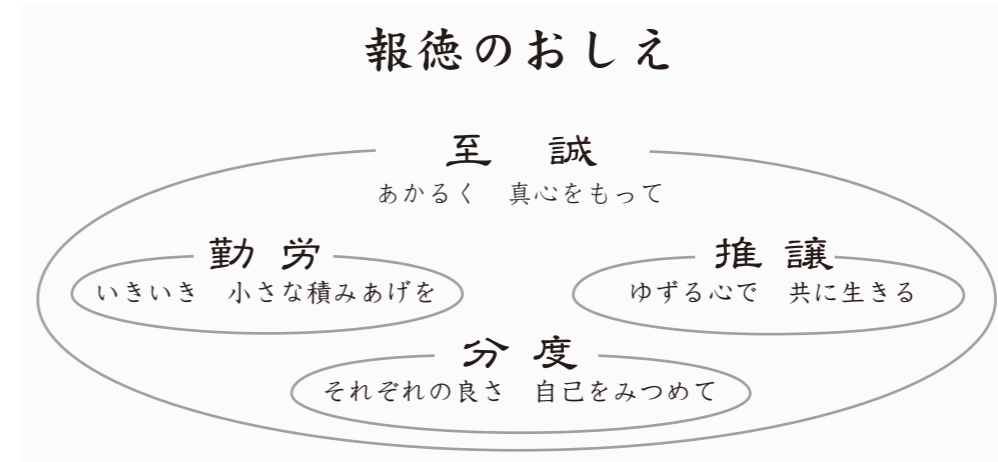 報徳のおしえ
至　誠
あかるく　真心をもって
勤 労
いきいき　小さな積みあげを
推 譲
ゆずる心で　共に生きる
分 度
それぞれの良さ　自己をみつめて